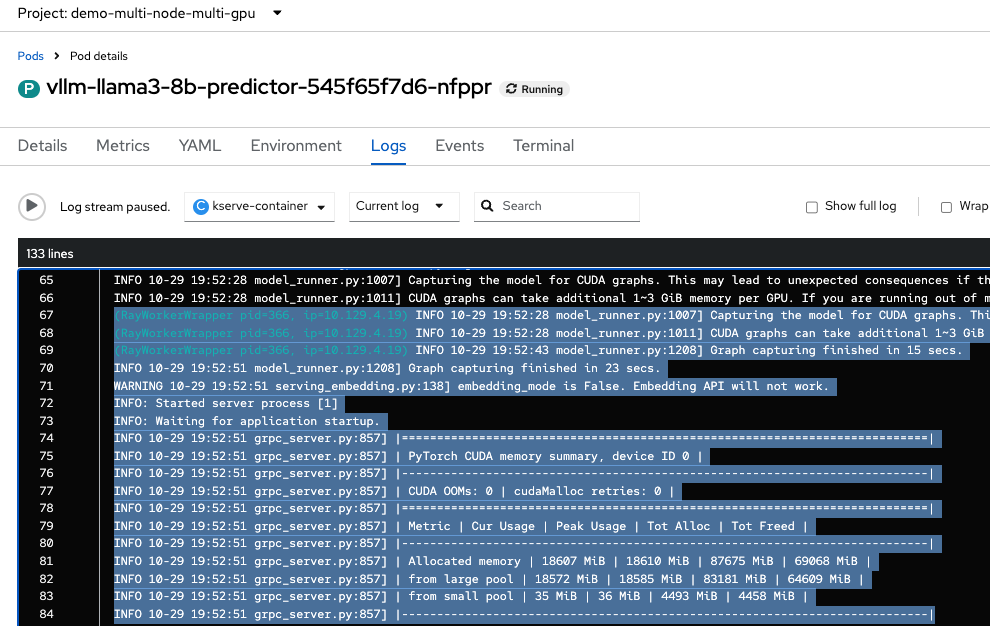 Project: demo-multi-node-multi-gpu
Pods > Pod details
P vllm-llama3-8b-predictor-545f65f7d6-nfppr Running
Details Metrics YAML Environment Logs Events Terminal
Log stream paused. C kserve-container Current log Search Show full log Wrap
133 lines
65 INFO 10-29 19:52:28 model_runner.py:1007] Capturing the model for CUDA graphs. This may lead to unexpected consequences if th
66 INFO 10-29 19:52:28 model_runner.py:1011] CUDA graphs can take additional 1~3 GiB memory per GPU. If you are running out of m
67 (RayWorkerWrapper pid=366, ip=10.129.4.19) INFO 10-29 19:52:28 model_runner.py:1007] Capturing the model for CUDA graphs. Thi
68 (RayWorkerWrapper pid=366, ip=10.129.4.19) INFO 10-29 19:52:28 model_runner.py:1011] CUDA graphs can take additional 1~3 GiB
69 (RayWorkerWrapper pid=366, ip=10.129.4.19) INFO 10-29 19:52:43 model_runner.py:1208] Graph capturing finished in 15 secs.
70 INFO 10-29 19:52:51 model_runner.py:1208] Graph capturing finished in 23 secs.
71 WARNING 10-29 19:52:51 serving_embedding.py:138] embedding_mode is False. Embedding API will not work.
72 INFO: Started server process [1]
73 INFO: Waiting for application startup.
74 INFO 10-29 19:52:51 grpc_server.py:857] |===========================================================================|
75 INFO 10-29 19:52:51 grpc_server.py:857] | PyTorch CUDA memory summary, device ID 0 |
76 INFO 10-29 19:52:51 grpc_server.py:857] |---------------------------------------------------------------------------|
77 INFO 10-29 19:52:51 grpc_server.py:857] | CUDA OOMs: 0 | cudaMalloc retries: 0 |
78 INFO 10-29 19:52:51 grpc_server.py:857] |===========================================================================|
79 INFO 10-29 19:52:51 grpc_server.py:857] | Metric | Cur Usage | Peak Usage | Tot Alloc | Tot Freed |
80 INFO 10-29 19:52:51 grpc_server.py:857] |---------------------------------------------------------------------------|
81 INFO 10-29 19:52:51 grpc_server.py:857] | Allocated memory | 18607 MiB | 18610 MiB | 87675 MiB | 69068 MiB |
82 INFO 10-29 19:52:51 grpc_server.py:857] | from large pool | 18572 MiB | 18585 MiB | 83181 MiB | 64609 MiB |
83 INFO 10-29 19:52:51 grpc_server.py:857] | from small pool | 35 MiB | 36 MiB | 4493 MiB | 4458 MiB |
84 INFO 10-29 19:52:51 grpc_server.py:857] |---------------------------------------------------------------------------|